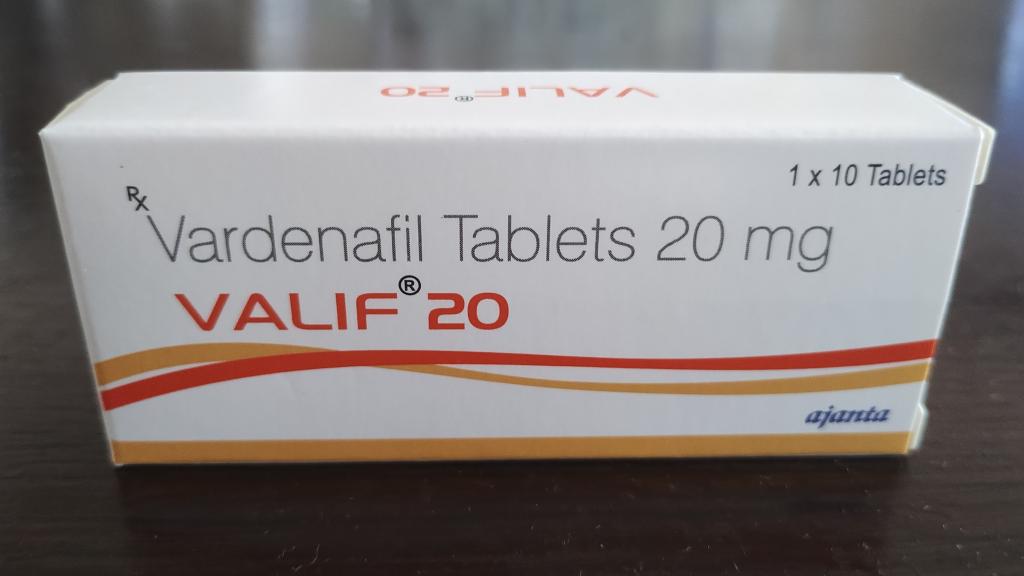 VALIF® 20
1 x 10 Tablets
Rx
Vardenafil Tablets 20 mg
VALIF® 20
ajanta